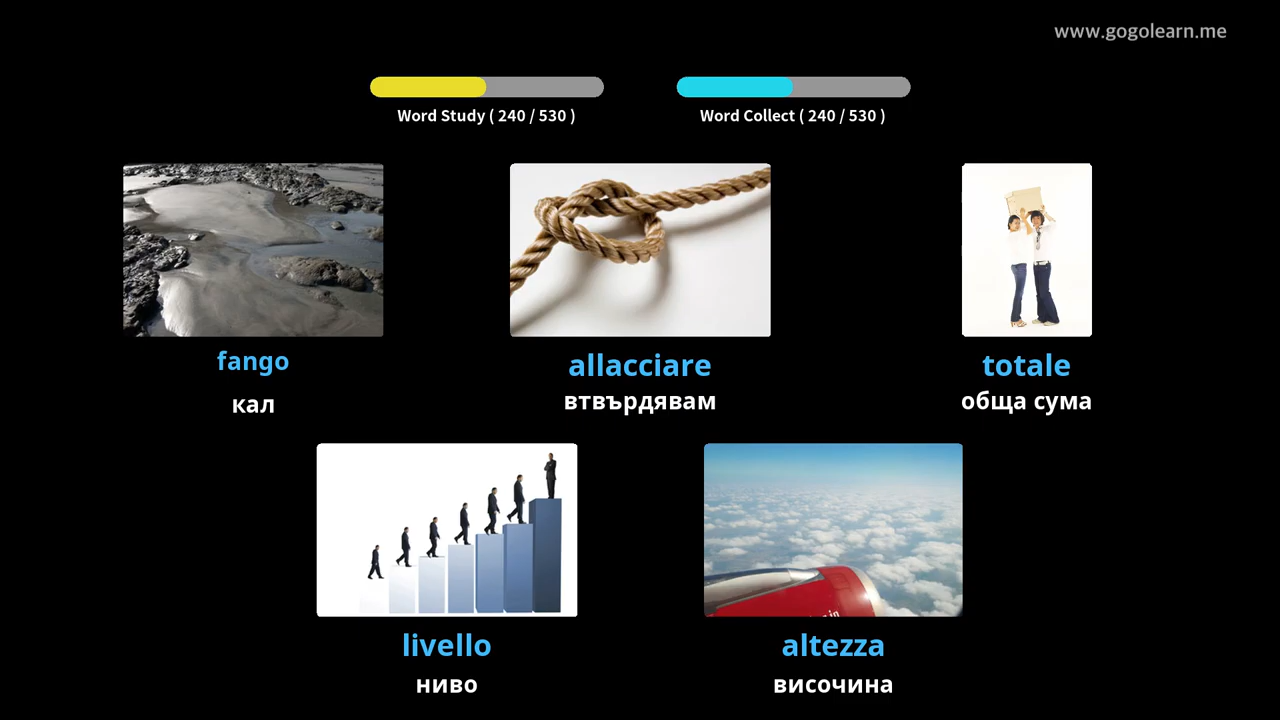 www.gogolearn.me
Word Study ( 240 / 530 )
Word Collect ( 240 / 530 )
fango
кал
allacciare
втвърдявам
totale
обща сума
livello
ниво
altezza
височина